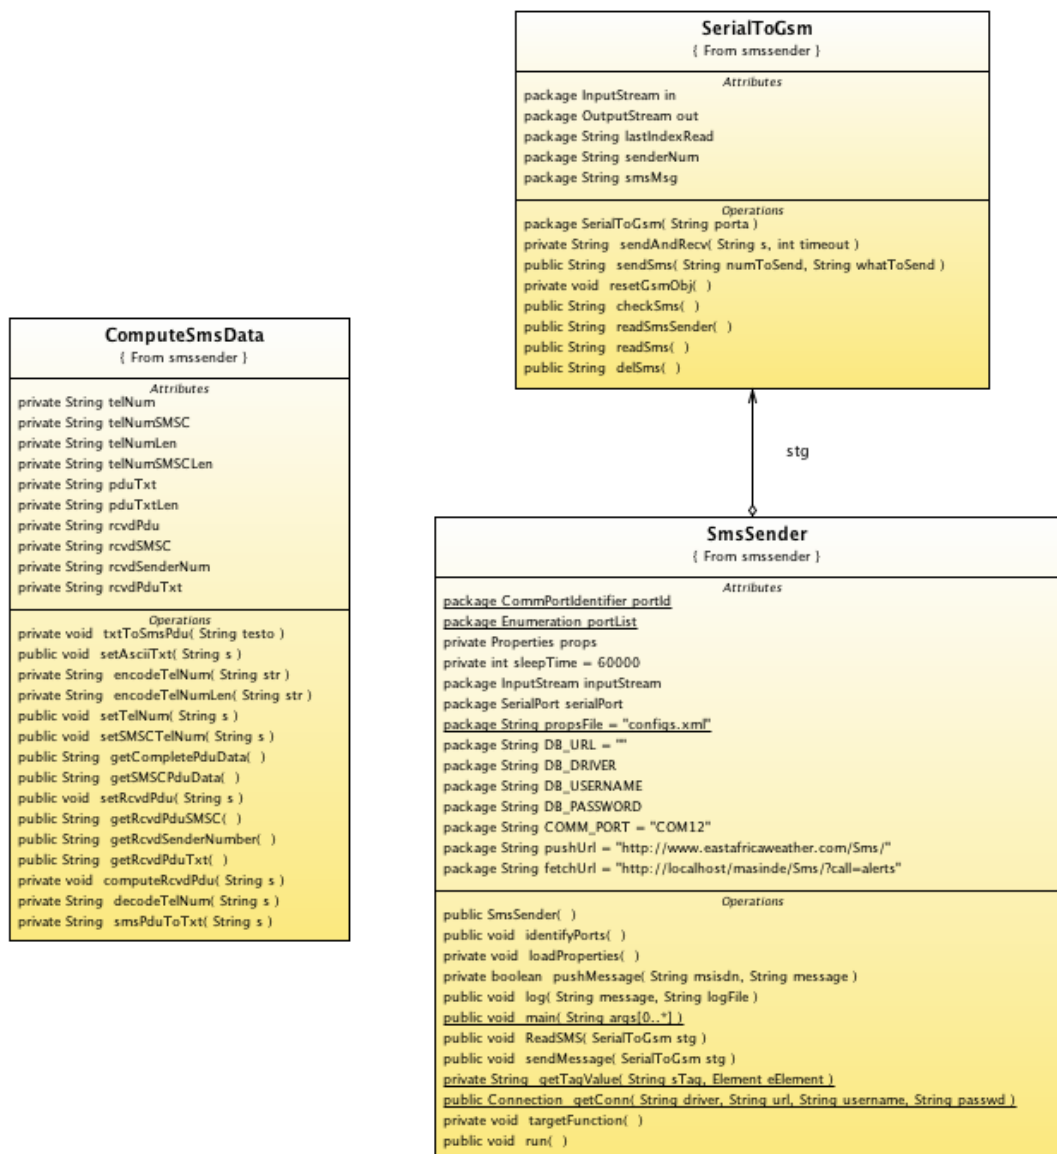 SerialToGsm
{ From smssender }
Attributes
package InputStream in
package OutputStream out
package String lastIndexRead
package String senderNum
package String smsMsg
Operations
package SerialToGsm( String porta )
private String sendAndRecv( String s, int timeout )
public String sendSms( String numToSend, String whatToSend )
private void resetGsmObj( )
public String checkSms( )
public String readSmsSender( )
public String readSms( )
public String delSms( )
ComputeSmsData
{ From smssender }
Attributes
private String telNum
private String telNumSMSC
private String telNumLen
private String telNumSMSCLen
private String pduTxt
private String pduTxtLen
private String rcvdPdu
private String rcvdSMSC
private String rcvdSenderNum
private String rcvdPduTxt
Operations
private void txtToSmsPdu( String testo )
public void setAsciiTxt( String s )
private String encodeTelNum( String str )
private String encodeTelNumLen( String str )
public void setTelNum( String s )
public void setSMSCTelNum( String s )
public String getCompletePduData( )
public String getSMSCPduData( )
public void setRcvdPdu( String s )
public String getRcvdPduSMSC( )
public String getRcvdSenderNumber( )
public String getRcvdPduTxt( )
private void computeRcvdPdu( String s )
private String decodeTelNum( String s )
private String smsPduToTxt( String s )
stg
SmsSender
{ From smssender }
Attributes
package CommPortIdentifier portId
package Enumeration portList
private Properties props
private int sleepTime = 60000
package InputStream inputStream
package SerialPort serialPort
package String propsFile = "configs.xml"
package String DB_URL = ""
package String DB_DRIVER
package String DB_USERNAME
package String DB_PASSWORD
package String COMM_PORT = "COM12"
package String pushUrl = "http://www.eastafricaweather.com/Sms/"
package String fetchUrl = "http://localhost/masinde/Sms/?call=alerts"
Operations
public SmsSender( )
public void identifyPorts( )
private void loadProperties( )
private boolean pushMessage( String msisdn, String message )
public void log( String message, String logFile )
public void main( String args[0..*] )
public void ReadSMS( SerialToGsm stg )
public void sendMessage( SerialToGsm stg )
private String getTagValue( String sTag, Element eElement )
public Connection getConn( String driver, String url, String username, String passwd )
private void targetFunction( )
public void run( )